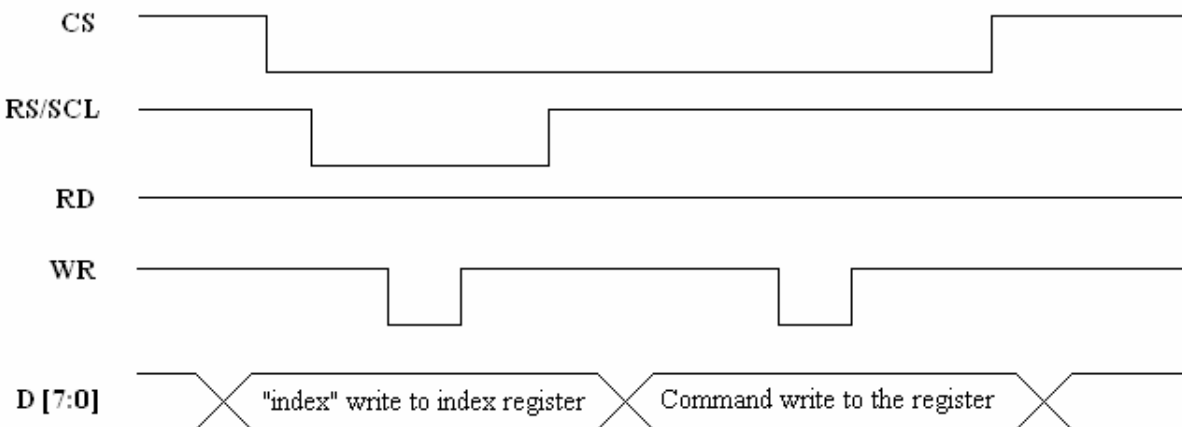 CS
RS/SCL
RD
WR
D [7:0]
"index" write to index register
Command write to the register